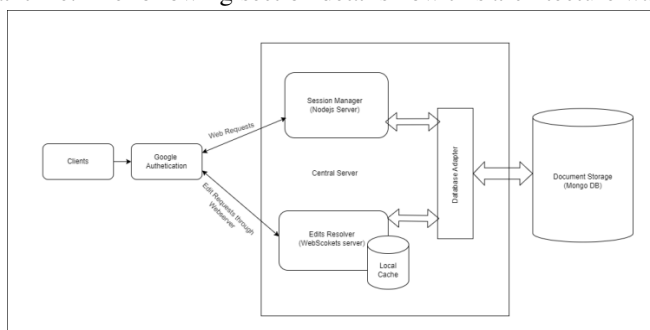 Session Manager
(Nodejs Server)
Web Requests
Clients
Google
Authetication
Central Server
Database Adapter
Document Storage
(Mongo DB)
Edit Requests through
Webserver
Edits Resolver
(WebScokets server)
Local
Cache